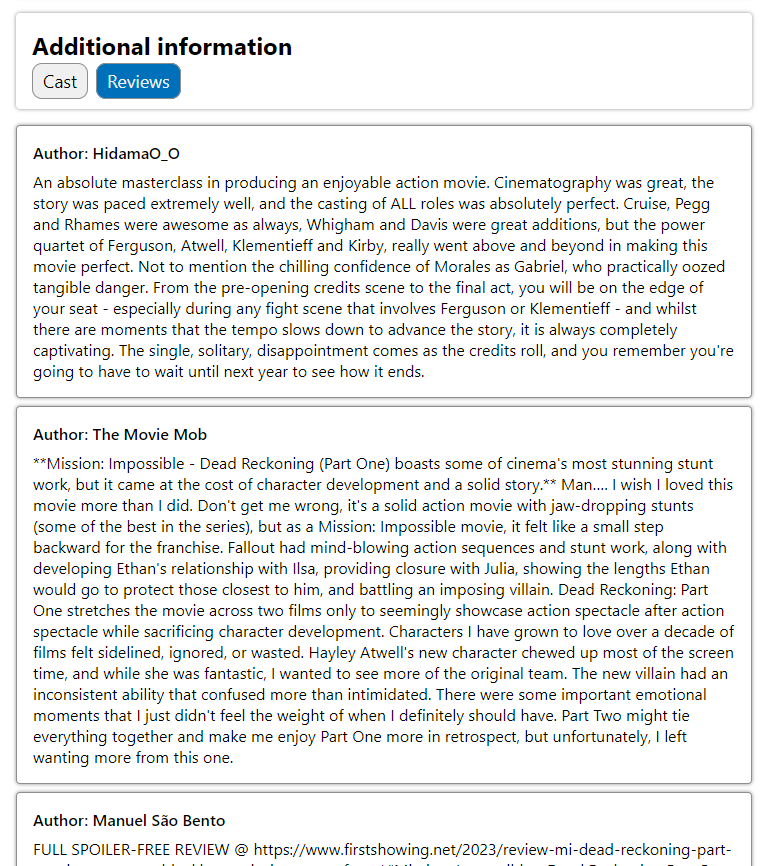 Additional information
Cast Reviews
Author: HidamaO_O
An absolute masterclass in producing an enjoyable action movie. Cinematography was great, the
story was paced extremely well, and the casting of ALL roles was absolutely perfect. Cruise, Pegg
and Rhames were awesome as always, Whigham and Davis were great additions, but the power
quartet of Ferguson, Atwell, Klementieff and Kirby, really went above and beyond in making this
movie perfect. Not to mention the chilling confidence of Morales as Gabriel, who practically oozed
tangible danger. From the pre-opening credits scene to the final act, you will be on the edge of
your seat - especially during any fight scene that involves Ferguson or Klementieff - and whilst
there are moments that the tempo slows down to advance the story, it is always completely
captivating. The single, solitary, disappointment comes as the credits roll, and you remember you're
going to have to wait until next year to see how it ends.
Author: The Movie Mob
**Mission: Impossible - Dead Reckoning (Part One) boasts some of cinema's most stunning stunt
work, but it came at the cost of character development and a solid story.** Man.... I wish I loved this
movie more than I did. Don't get me wrong, it's a solid action movie with jaw-dropping stunts
(some of the best in the series), but as a Mission: Impossible movie, it felt like a small step
backward for the franchise. Fallout had mind-blowing action sequences and stunt work, along with
developing Ethan's relationship with Ilsa, providing closure with Julia, showing the lengths Ethan
would go to protect those closest to him, and battling an imposing villain. Dead Reckoning: Part
One stretches the movie across two films only to seemingly showcase action spectacle after action
spectacle while sacrificing character development. Characters I have grown to love over a decade of
films felt sidelined, ignored, or wasted. Hayley Atwell's new character chewed up most of the screen
time, and while she was fantastic, I wanted to see more of the original team. The new villain had an
inconsistent ability that confused more than intimidated. There were some important emotional
moments that I just didn't feel the weight of when I definitely should have. Part Two might tie
everything together and make me enjoy Part One more in retrospect, but unfortunately, I left
wanting more from this one.
Author: Manuel São Bento
FULL SPOILER-FREE REVIEW @ https://www.firstshowing.net/2023/review-mi-dead-reckoning-part-